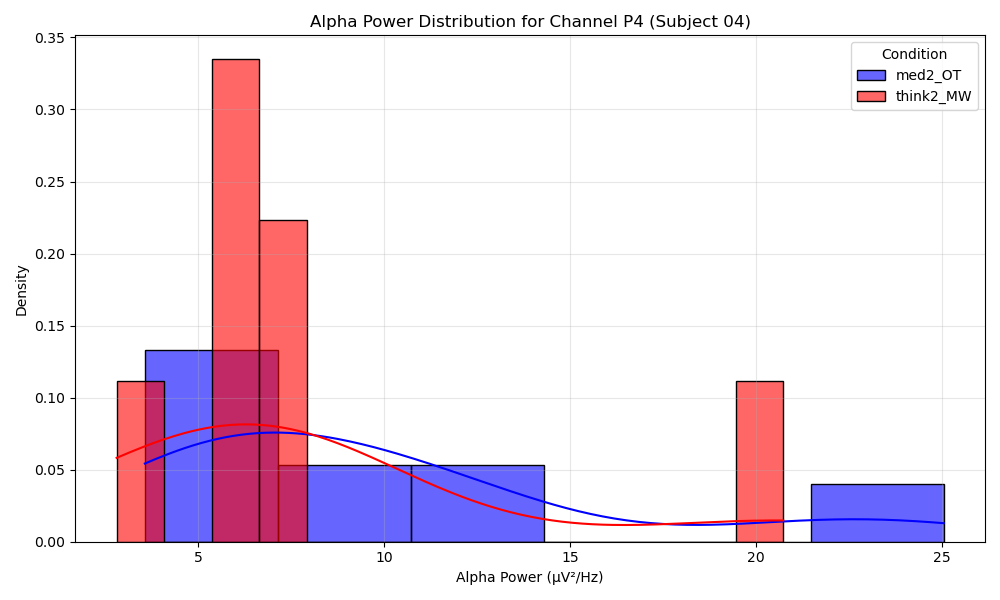 Alpha Power Distribution for Channel P4 (Subject 04)
Condition
med2_OT
think2_MW
0.35
0.30
0.25
0.20
0.15
0.10
0.05
0.00
Density
5 10 15 20 25
Alpha Power (µV²/Hz)